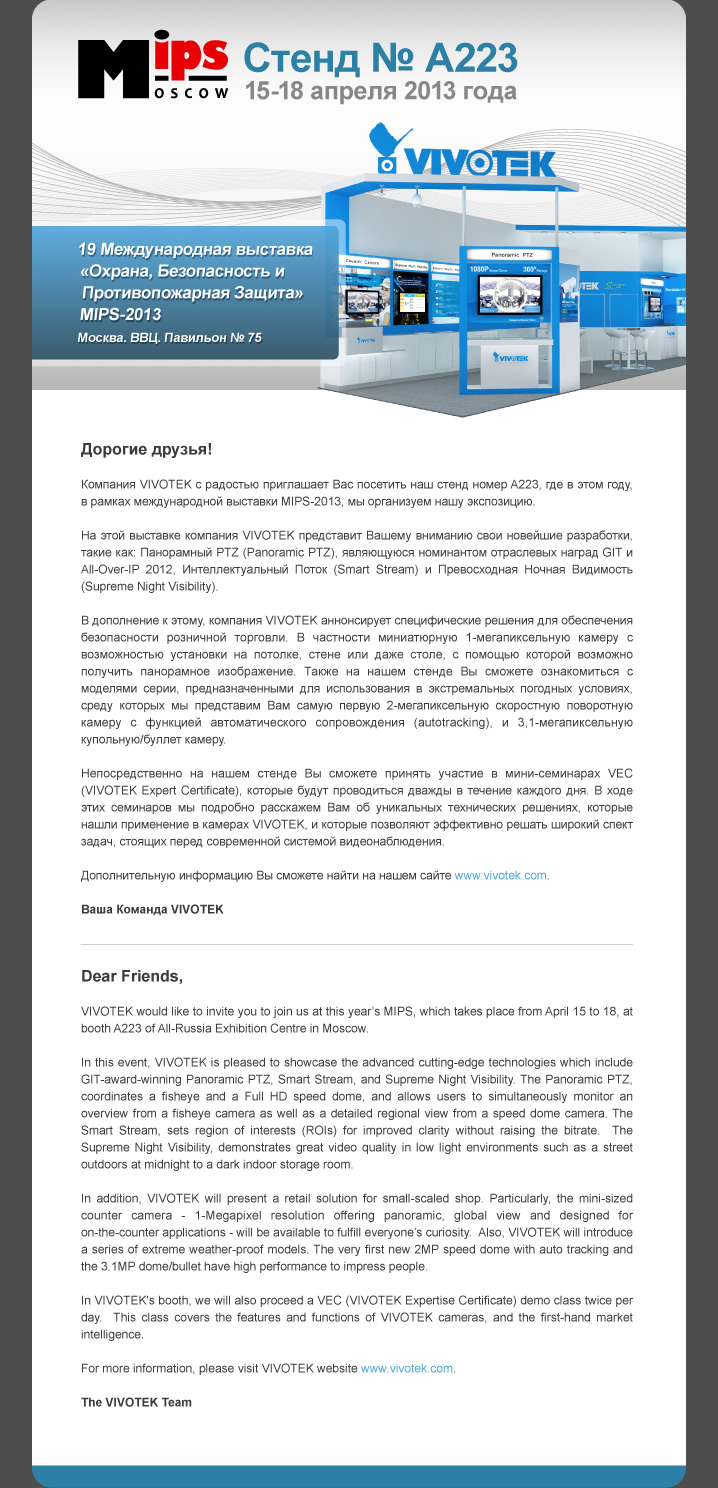 Mips
MOSCOW
Стенд № А223
15-18 апреля 2013 года
VIVOTEK
19 Международная выставка
«Охрана, Безопасность и
Противопожарная Защита»
MIPS-2013
Москва. ВВЦ. Павильон № 75
Panoramic PTZ
1080P
360°
VIVOTEK
Дорогие друзья!
Компания VIVOTEK с радостью приглашает Вас посетить наш стенд номер А223, где в этом году,
в рамках международной выставки MIPS-2013, мы организуем нашу экспозицию.
На этой выставке компания VIVOTEK представит Вашему вниманию свои новейшие разработки,
такие как: Панорамный PTZ (Panoramic PTZ), являющуюся номинантом отраслевых наград GIT и
All-Over-IP 2012, Интеллектуальный Поток (Smart Stream) и Превосходная Ночная Видимость
(Supreme Night Visibility).
В дополнение к этому, компания VIVOTEK аннонсирует специфические решения для обеспечения
безопасности розничной торговли. В частности миниатюрную 1-мегапиксельную камеру с
возможностью установки на потолке, стене или даже столе, с помощью которой возможно
получить панорамное изображение. Также на нашем стенде Вы сможете ознакомиться с
моделями серии, предназначенными для использования в экстремальных погодных условиях,
среду которых мы представим Вам самую первую 2-мегапиксельную скоростную поворотную
камеру с функцией автоматического сопровождения (autotracking), и 3,1-мегапиксельную
купольную/буллет камеру.
Непосредственно на нашем стенде Вы сможете принять участие в мини-семинарах VEC
(VIVOTEK Expert Certificate), которые будут проводиться дважды в течение каждого дня. В ходе
этих семинаров мы подробно расскажем Вам об уникальных технических решениях, которые
нашли применение в камерах VIVOTEK, и которые позволяют эффективно решать широкий спект
задач, стоящих перед современной системой видеонаблюдения.
Дополнительную информацию Вы сможете найти на нашем сайте www.vivotek.com.
Ваша Команда VIVOTEK
Dear Friends,
VIVOTEK would like to invite you to join us at this year's MIPS, which takes place from April 15 to 18, at
booth A223 of All-Russia Exhibition Centre in Moscow.
In this event, VIVOTEK is pleased to showcase the advanced cutting-edge technologies which include
GIT-award-winning Panoramic PTZ, Smart Stream, and Supreme Night Visibility. The Panoramic PTZ,
coordinates a fisheye and a Full HD speed dome, and allows users to simultaneously monitor an
overview from a fisheye camera as well as a detailed regional view from a speed dome camera. The
Smart Stream, sets region of interests (ROIs) for improved clarity without raising the bitrate. The
Supreme Night Visibility, demonstrates great video quality in low light environments such as a street
outdoors at midnight to a dark indoor storage room.
In addition, VIVOTEK will present a retail solution for small-scaled shop. Particularly, the mini-sized
counter camera - 1-Megapixel resolution offering panoramic, global view and designed for
on-the-counter applications - will be available to fulfill everyone's curiosity. Also, VIVOTEK will introduce
a series of extreme weather-proof models. The very first new 2MP speed dome with auto tracking and
the 3.1MP dome/bullet have high performance to impress people.
In VIVOTEK's booth, we will also proceed a VEC (VIVOTEK Expertise Certificate) demo class twice per
day. This class covers the features and functions of VIVOTEK cameras, and the first-hand market
intelligence.
For more information, please visit VIVOTEK website www.vivotek.com.
The VIVOTEK Team